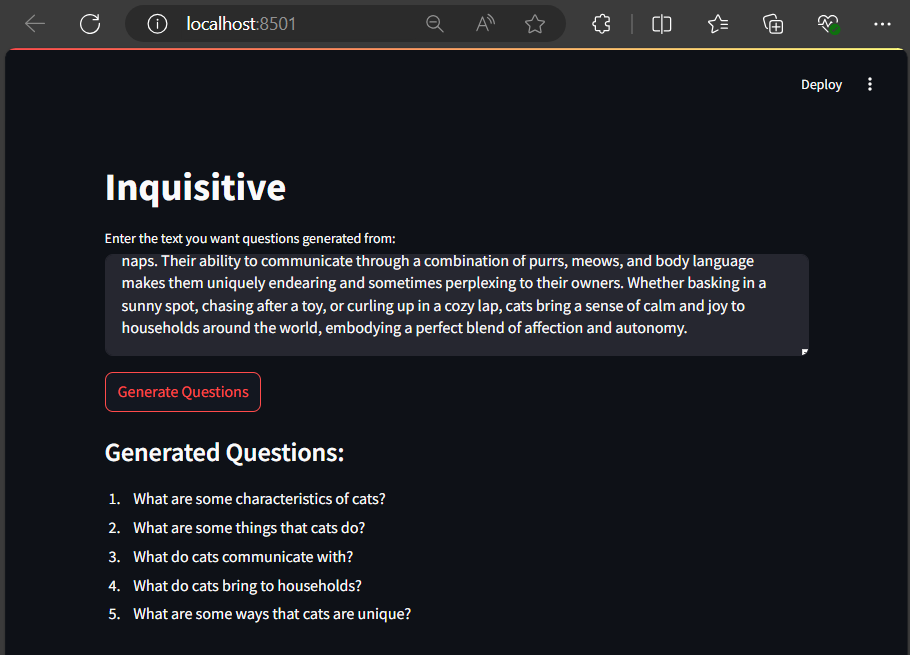 localhost:8501
Deploy
Inquisitive
Enter the text you want questions generated from:
naps. Their ability to communicate through a combination of purrs, meows, and body language
makes them uniquely endearing and sometimes perplexing to their owners. Whether basking in a
sunny spot, chasing after a toy, or curling up in a cozy lap, cats bring a sense of calm and joy to
households around the world, embodying a perfect blend of affection and autonomy.
Generate Questions
Generated Questions:
1. What are some characteristics of cats?
2. What are some things that cats do?
3. What do cats communicate with?
4. What do cats bring to households?
5. What are some ways that cats are unique?